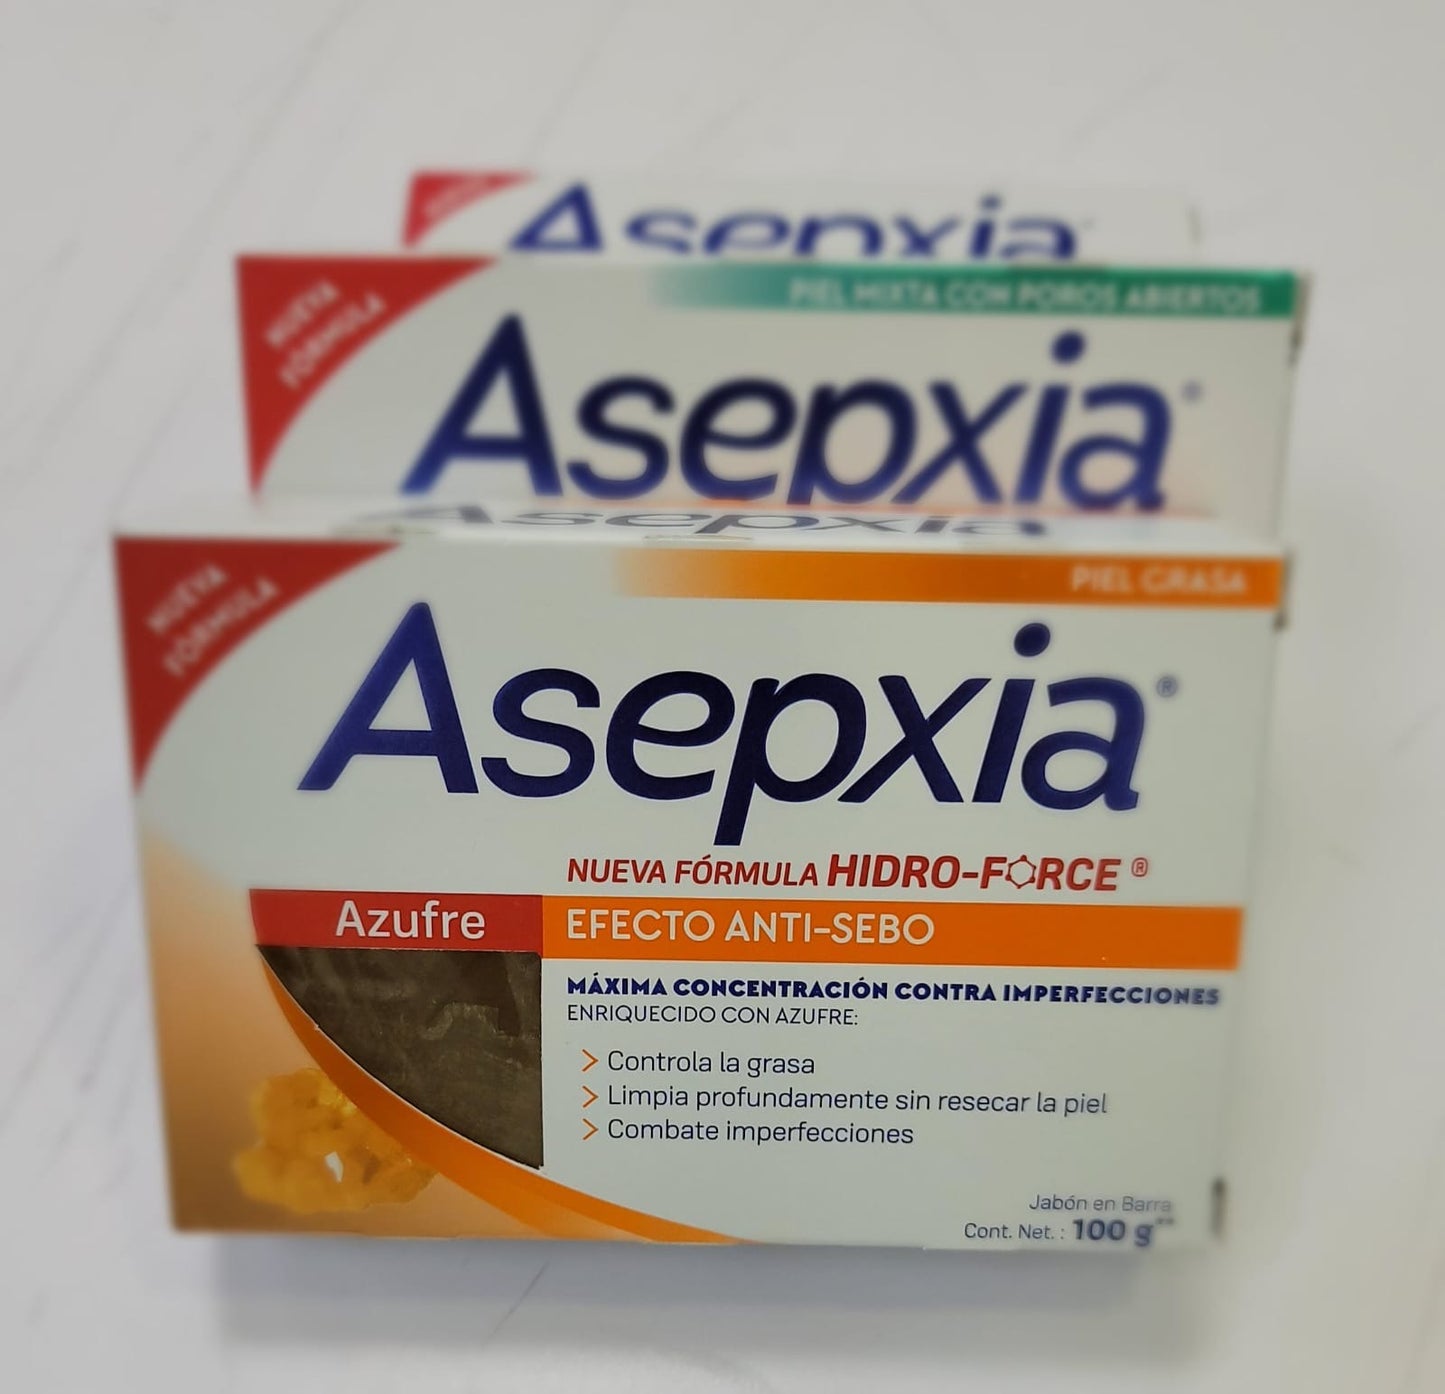 Asepxia
NUEVA
FÓRMULA
PIEL MIXTA CON POROS ABIERTOS
Asepxia®
Asepxia
NUEVA
FÓRMULA
PIEL GRASA
Asepxia®
NUEVA FÓRMULA HIDRO-FORCE®
Azufre
EFECTO ANTI-SEBO
MÁXIMA CONCENTRACIÓN CONTRA IMPERFECCIONES
ENRIQUECIDO CON AZUFRE:
> Controla la grasa
> Limpia profundamente sin resecar la piel
> Combate imperfecciones
Jabón en Barra
Cont. Net. : 100 g**